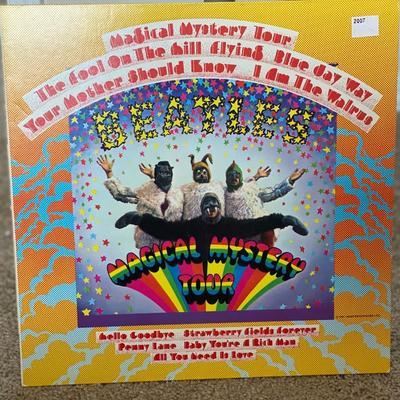 2007
Magical Mystery Tour
The Fool On The Hill Flying Blue Jay Way
Your Mother Should Know I Am The Walrus
BEATLES
MAGICAL MYSTERY
TOUR
Hello Goodbye Strawberry Fields Forever
Penny Lane Baby You're A Rich Man
All You Need Is Love